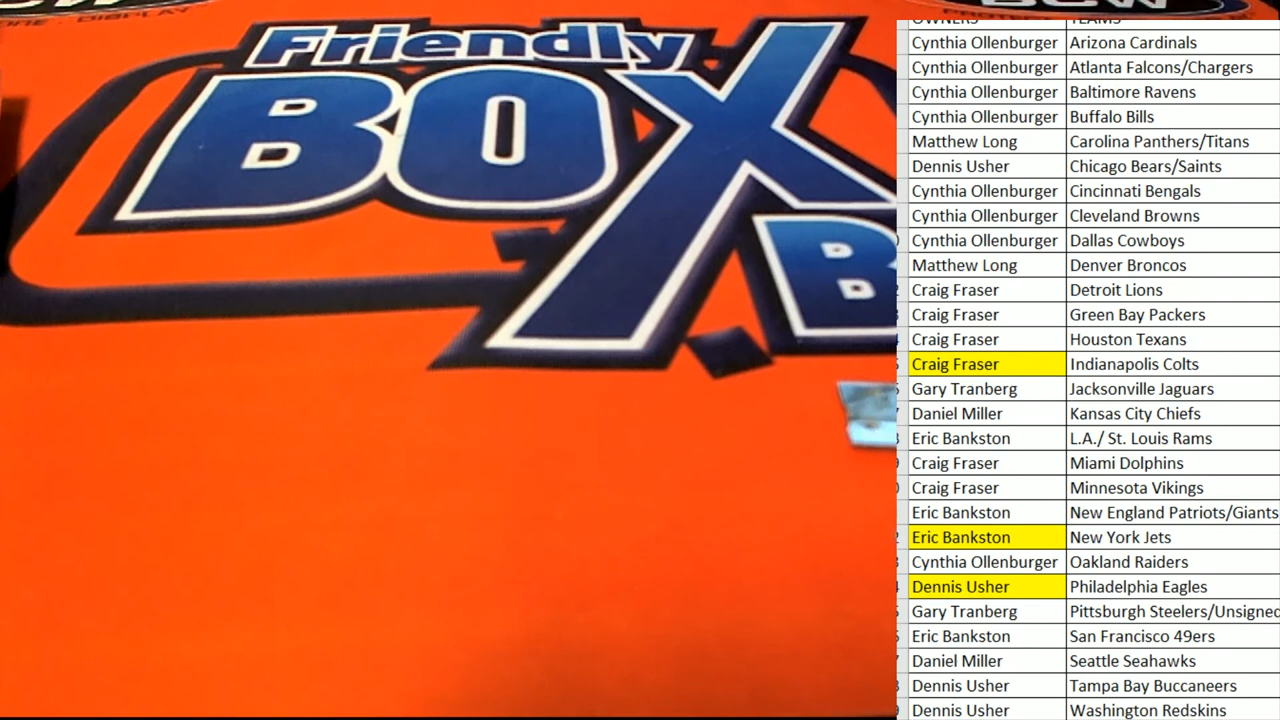 DISPLAY
BCW
Friendly
BOX
B
OWNERS TEAMS
Cynthia Ollenburger Arizona Cardinals
Cynthia Ollenburger Atlanta Falcons/Chargers
Cynthia Ollenburger Baltimore Ravens
Cynthia Ollenburger Buffalo Bills
Matthew Long Carolina Panthers/Titans
Dennis Usher Chicago Bears/Saints
Cynthia Ollenburger Cincinnati Bengals
Cynthia Ollenburger Cleveland Browns
Cynthia Ollenburger Dallas Cowboys
Matthew Long Denver Broncos
Craig Fraser Detroit Lions
Craig Fraser Green Bay Packers
Craig Fraser Houston Texans
Craig Fraser Indianapolis Colts
Gary Tranberg Jacksonville Jaguars
Daniel Miller Kansas City Chiefs
Eric Bankston L.A./ St. Louis Rams
Craig Fraser Miami Dolphins
Craig Fraser Minnesota Vikings
Eric Bankston New England Patriots/Giants
Eric Bankston New York Jets
Cynthia Ollenburger Oakland Raiders
Dennis Usher Philadelphia Eagles
Gary Tranberg Pittsburgh Steelers/Unsigned
Eric Bankston San Francisco 49ers
Daniel Miller Seattle Seahawks
Dennis Usher Tampa Bay Buccaneers
Dennis Usher Washington Redskins